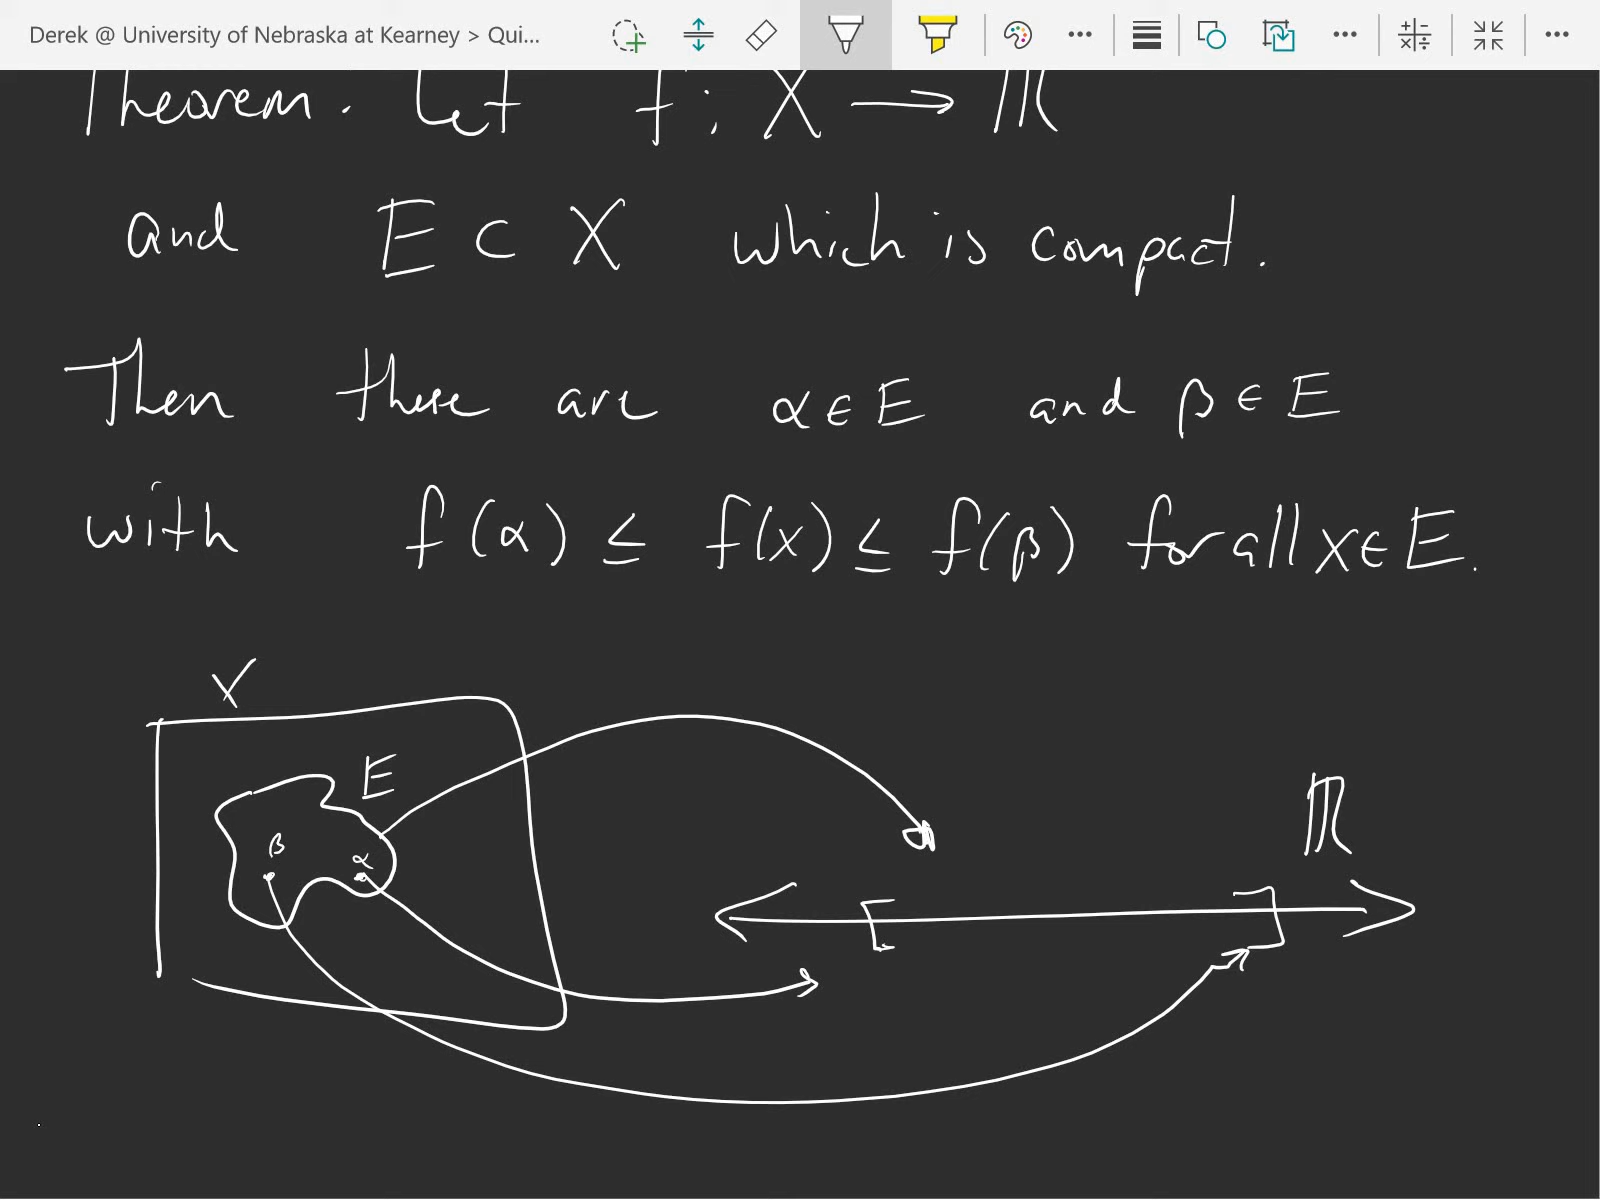 Derek @ University of Nebraska at Kearney > Qui...
Theorem. Let f : X → ℝ
and E ⊂ X which is compact.
Then there are α ∈ E and β ∈ E
with f(α) ≤ f(x) ≤ f(β) for all x ∈ E.
X
E
ℝ
β
α
[ ]